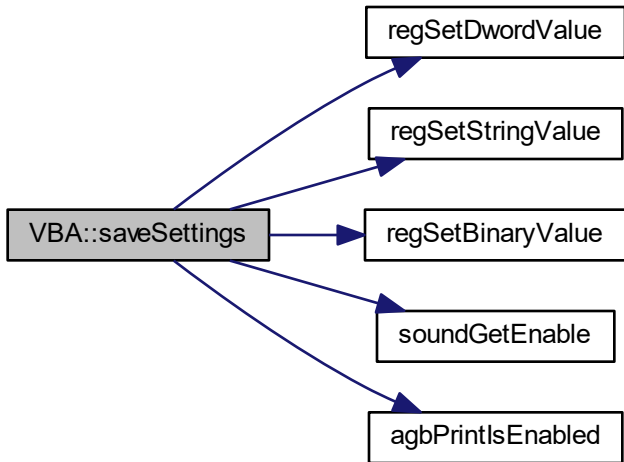 regSetDwordValue
regSetStringValue
VBA::saveSettings
regSetBinaryValue
soundGetEnable
agbPrintIsEnabled